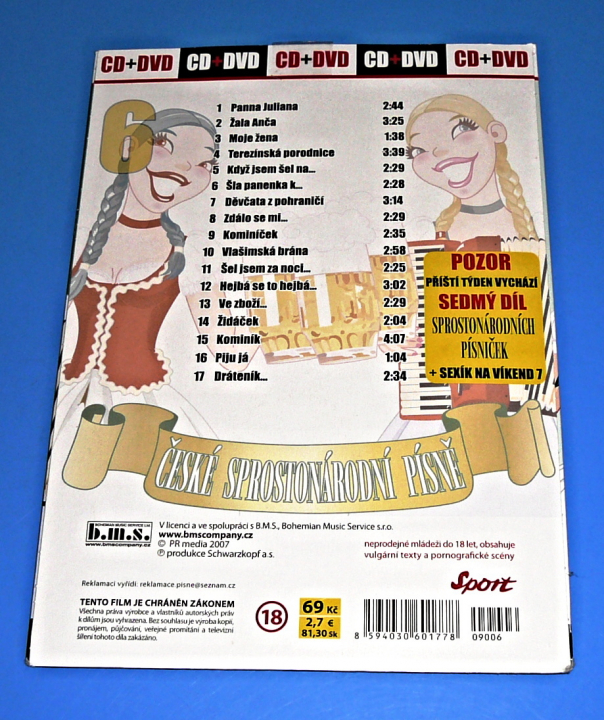 CD+DVD CD+DVD CD+DVD CD+DVD CD+DVD
6
1 Panna Juliana 2:44
2 Žala Anča 3:25
3 Moje žena 1:38
4 Terezínská porodnice 3:39
5 Když jsem šel na... 2:29
6 Šla panenka k... 2:28
7 Děvčata z pohraničí 3:14
8 Zdálo se mi... 2:29
9 Kominíček 2:35
10 Vlašimská brána 2:58
11 Šel jsem za noci... 2:25
12 Hejbá se to hejbá... 3:02
13 Ve zboží... 2:29
14 Židáček 2:04
15 Kominík 4:07
16 Piju já 1:04
17 Dráteník... 2:34
POZOR
PŘÍŠTÍ TÝDEN VYCHÁZÍ
SEDMÝ DÍL
SPROSTONÁRODNÍCH
PÍSNIČEK
+ SEXÍK NA VÍKEND 7
ČESKÉ SPROSTONÁRODNÍ PÍSNĚ
BOHEMIAN MUSIC SERVICE Ltd.
b.m.s.
www.bmscompany.cz
V licenci a ve spolupráci s B.M.S., Bohemian Music Service s.r.o.
www.bmscompany.cz
© PR media 2007
Ⓟ produkce Schwarzkopf a.s.
neprodejné mládeži do 18 let, obsahuje
vulgární texty a pornografické scény
Reklamaci vyřídí: reklamace.pisne@seznam.cz
Sport
TENTO FILM JE CHRÁNĚN ZÁKONEM
Všechna práva výrobce a vlastníků autorských práv
k dílům jsou vyhrazena. Bez souhlasu je výroba kopií,
pronájem, půjčování, veřejné promítání a televizní
šíření tohoto díla zakázáno.
18
69 Kč
2,7 €
81,30 sk
8 594030 601778
09006